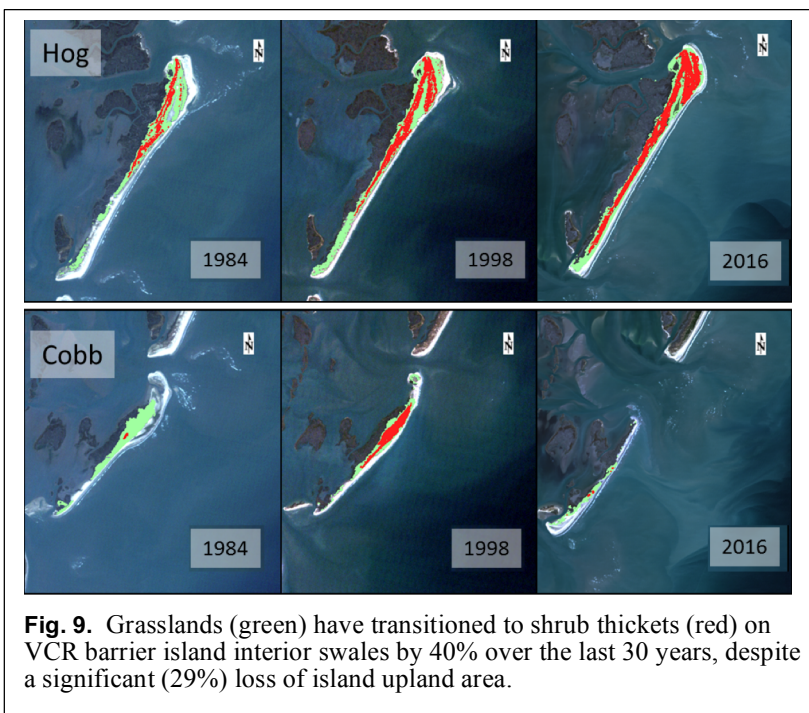 Hog
N
N
N
1984
1998
2016
Cobb
N
N
N
1984
1998
2016
Fig. 9. Grasslands (green) have transitioned to shrub thickets (red) on
VCR barrier island interior swales by 40% over the last 30 years, despite
a significant (29%) loss of island upland area.